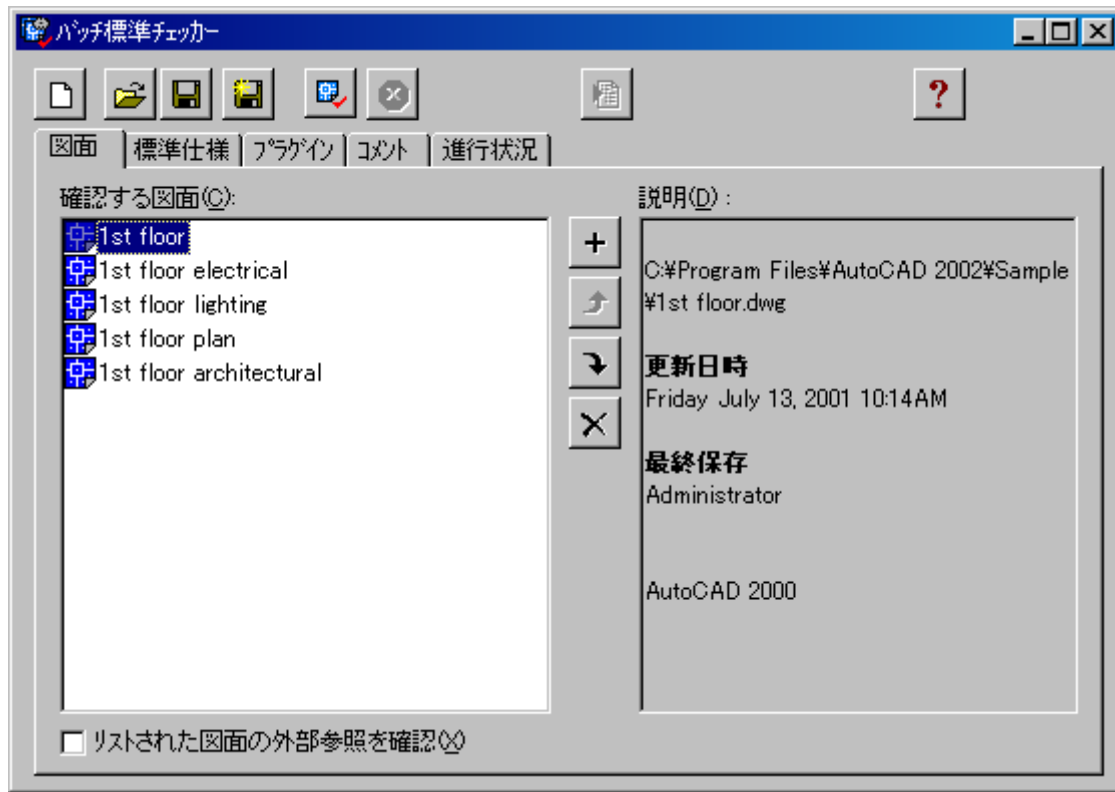 バッチ標準チェッカー
図面
標準仕様
プラグイン
コメント
進行状況
確認する図面(C):
1st floor
1st floor electrical
1st floor lighting
1st floor plan
1st floor architectural
リストされた図面の外部参照を確認(X)
説明(D) :
C:¥Program Files¥AutoCAD 2002¥Sample
¥1st floor.dwg
更新日時
Friday July 13, 2001 10:14AM
最終保存
Administrator
AutoCAD 2000